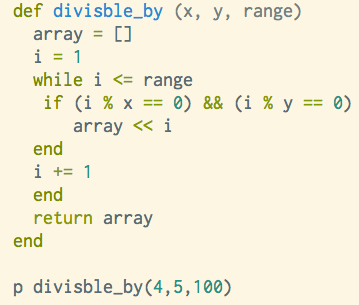 def divisble_by (x, y, range)
  array = []
  i = 1
  while i <= range
   if (i % x == 0) && (i % y == 0)
      array << i
  end
  i += 1
  end
  return array
end

p divisble_by(4,5,100)